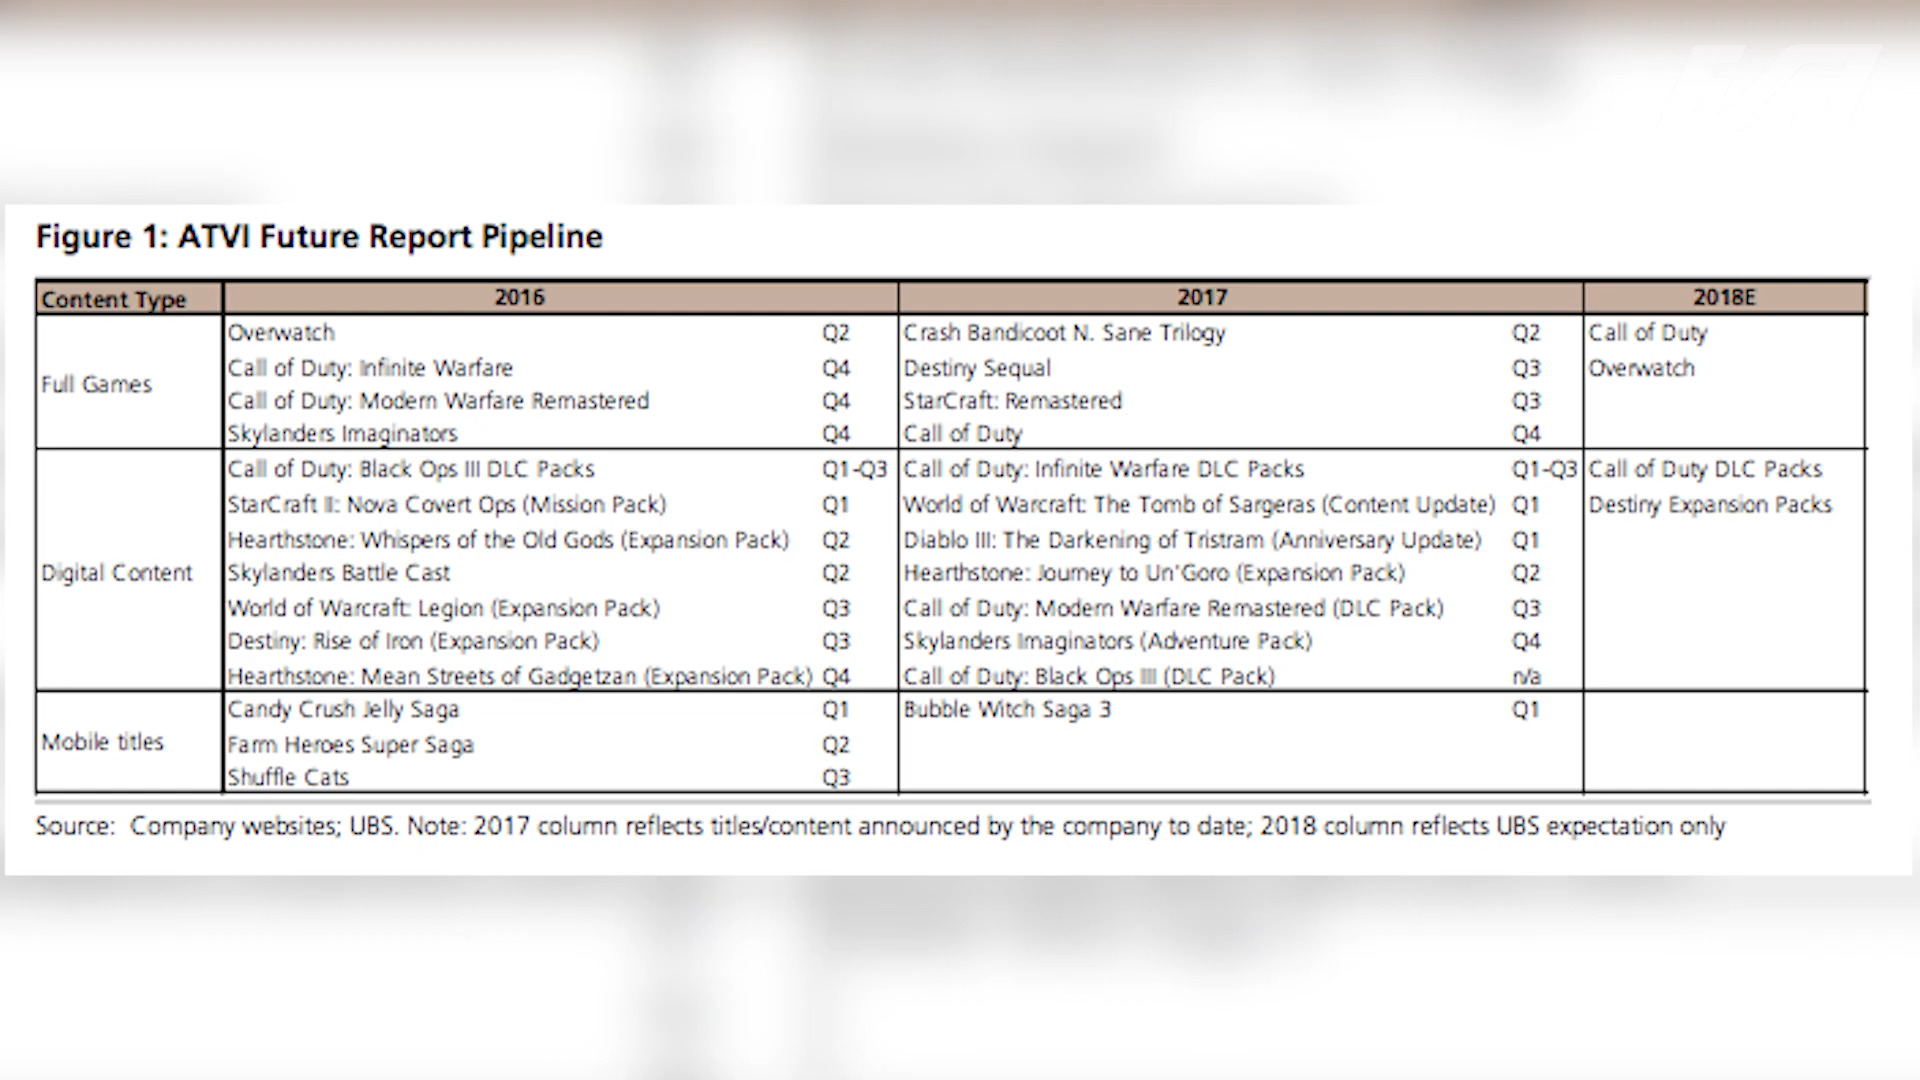 Figure 1: ATVI Future Report Pipeline
Content Type 2016 2017 2018E
Full Games
Overwatch Q2 Crash Bandicoot N. Sane Trilogy Q2 Call of Duty
Call of Duty: Infinite Warfare Q4 Destiny Sequal Q3 Overwatch
Call of Duty: Modern Warfare Remastered Q4 StarCraft: Remastered Q3
Skylanders Imaginators Q4 Call of Duty Q4
Digital Content
Call of Duty: Black Ops III DLC Packs Q1-Q3 Call of Duty: Infinite Warfare DLC Packs Q1-Q3 Call of Duty DLC Packs
StarCraft II: Nova Covert Ops (Mission Pack) Q1 World of Warcraft: The Tomb of Sargeras (Content Update) Q1 Destiny Expansion Packs
Hearthstone: Whispers of the Old Gods (Expansion Pack) Q2 Diablo III: The Darkening of Tristram (Anniversary Update) Q1
Skylanders Battle Cast Q2 Hearthstone: Journey to Un'Goro (Expansion Pack) Q2
World of Warcraft: Legion (Expansion Pack) Q3 Call of Duty: Modern Warfare Remastered (DLC Pack) Q3
Destiny: Rise of Iron (Expansion Pack) Q3 Skylanders Imaginators (Adventure Pack) Q4
Hearthstone: Mean Streets of Gadgetzan (Expansion Pack) Q4 Call of Duty: Black Ops III (DLC Pack) n/a
Mobile titles
Candy Crush Jelly Saga Q1 Bubble Witch Saga 3 Q1
Farm Heroes Super Saga Q2
Shuffle Cats Q3
Source: Company websites; UBS. Note: 2017 column reflects titles/content announced by the company to date; 2018 column reflects UBS expectation only